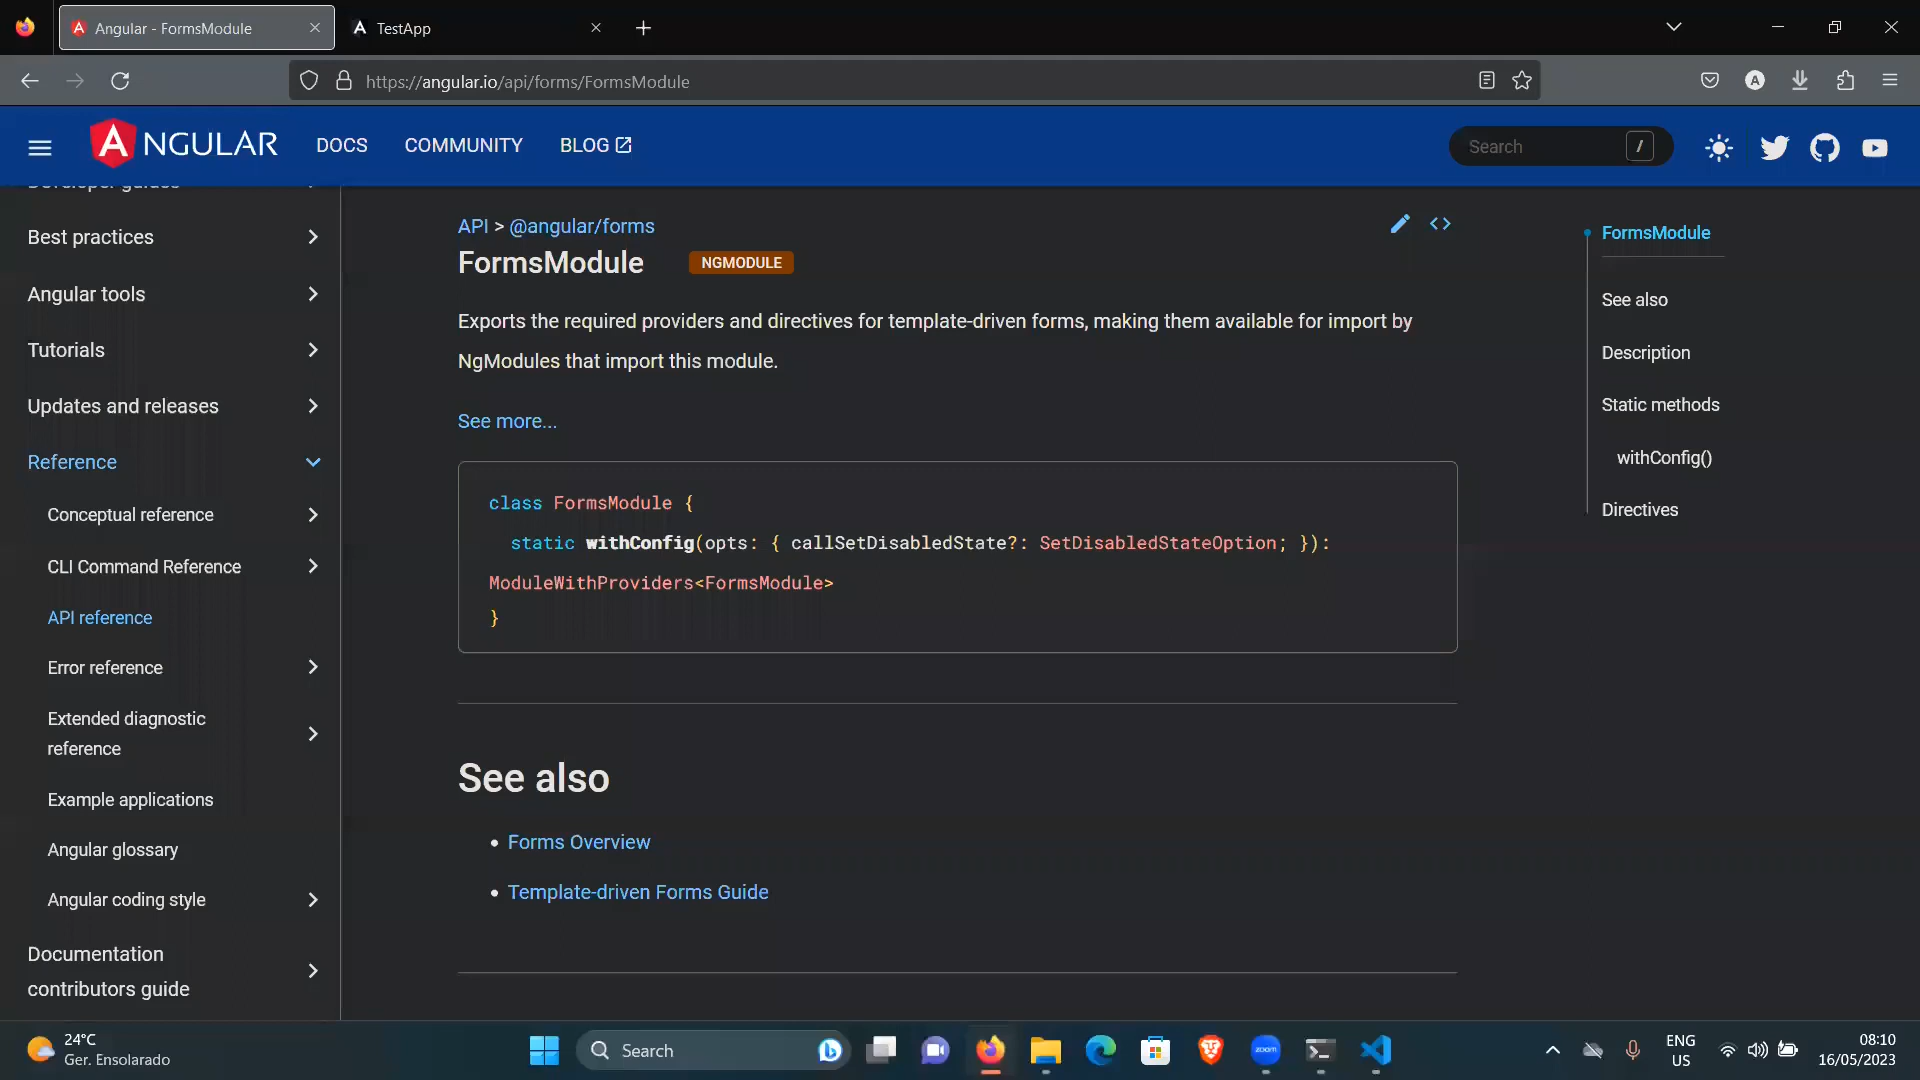 Angular - FormsModule
TestApp
https://angular.io/api/forms/FormsModule
ANGULAR
DOCS
COMMUNITY
BLOG
Search
/
Developer guides
Best practices
Angular tools
Tutorials
Updates and releases
Reference
Conceptual reference
CLI Command Reference
API reference
Error reference
Extended diagnostic
reference
Example applications
Angular glossary
Angular coding style
Documentation
contributors guide
API > @angular/forms
FormsModule
NGMODULE
Exports the required providers and directives for template-driven forms, making them available for import by
NgModules that import this module.
See more...
class FormsModule {
static withConfig(opts: { callSetDisabledState?: SetDisabledStateOption; }):
ModuleWithProviders<FormsModule>
}
See also
Forms Overview
Template-driven Forms Guide
FormsModule
See also
Description
Static methods
withConfig()
Directives
24°C
Ger. Ensolarado
Search
zoom
ENG
US
08:10
16/05/2023